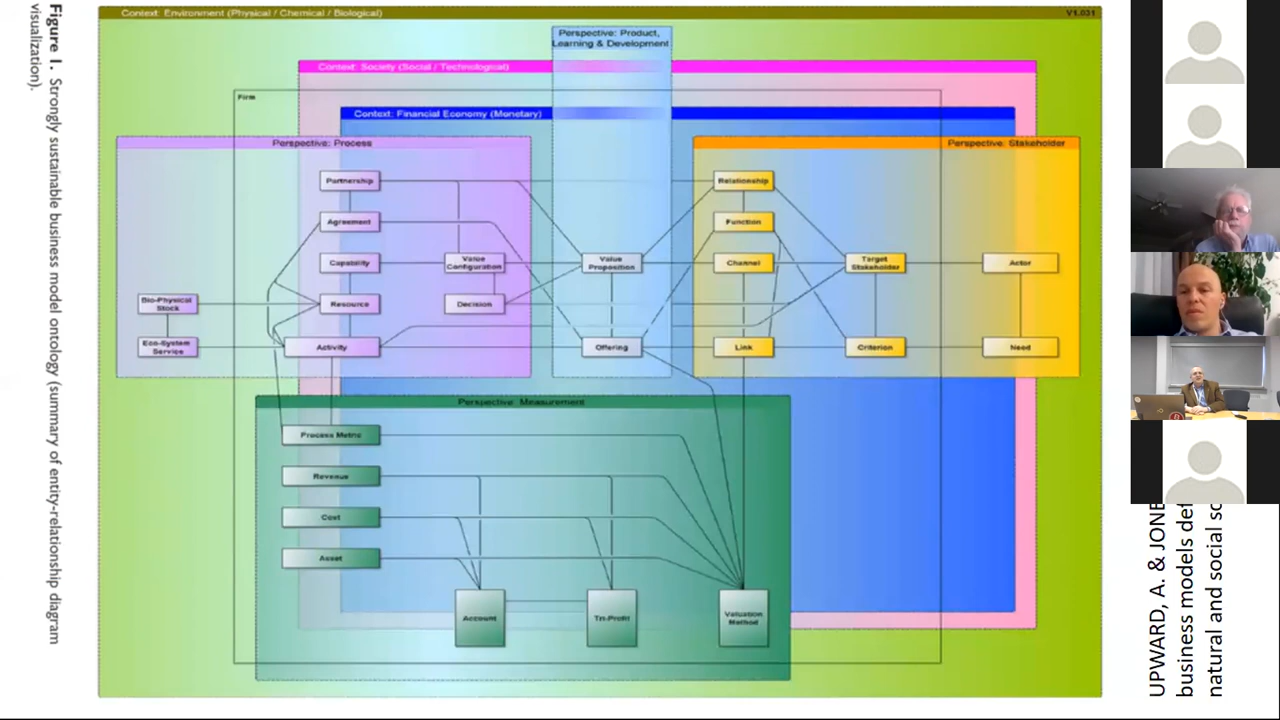 Figure 1. Strongly sustainable business model ontology (summary of entity-relationship diagram
visualization).
Context: Environment (Physical / Chemical / Biological)
V1.031
Perspective: Product,
Learning & Development
Context: Society (Social / Technological)
Firm
Context: Financial Economy (Monetary)
Perspective: Process
Perspective: Stakeholder
Partnership
Relationship
Agreement
Function
Capability
Value
Configuration
Value
Proposition
Channel
Target
Stakeholder
Actor
Bio-Physical
Stock
Resource
Decision
Eco-System
Service
Activity
Offering
Link
Criterion
Need
Perspective: Measurement
Process Metric
Revenue
Cost
Asset
Account
Tri-Profit
Valuation
Method
UPWARD, A. & JONE
business models def
natural and social sc